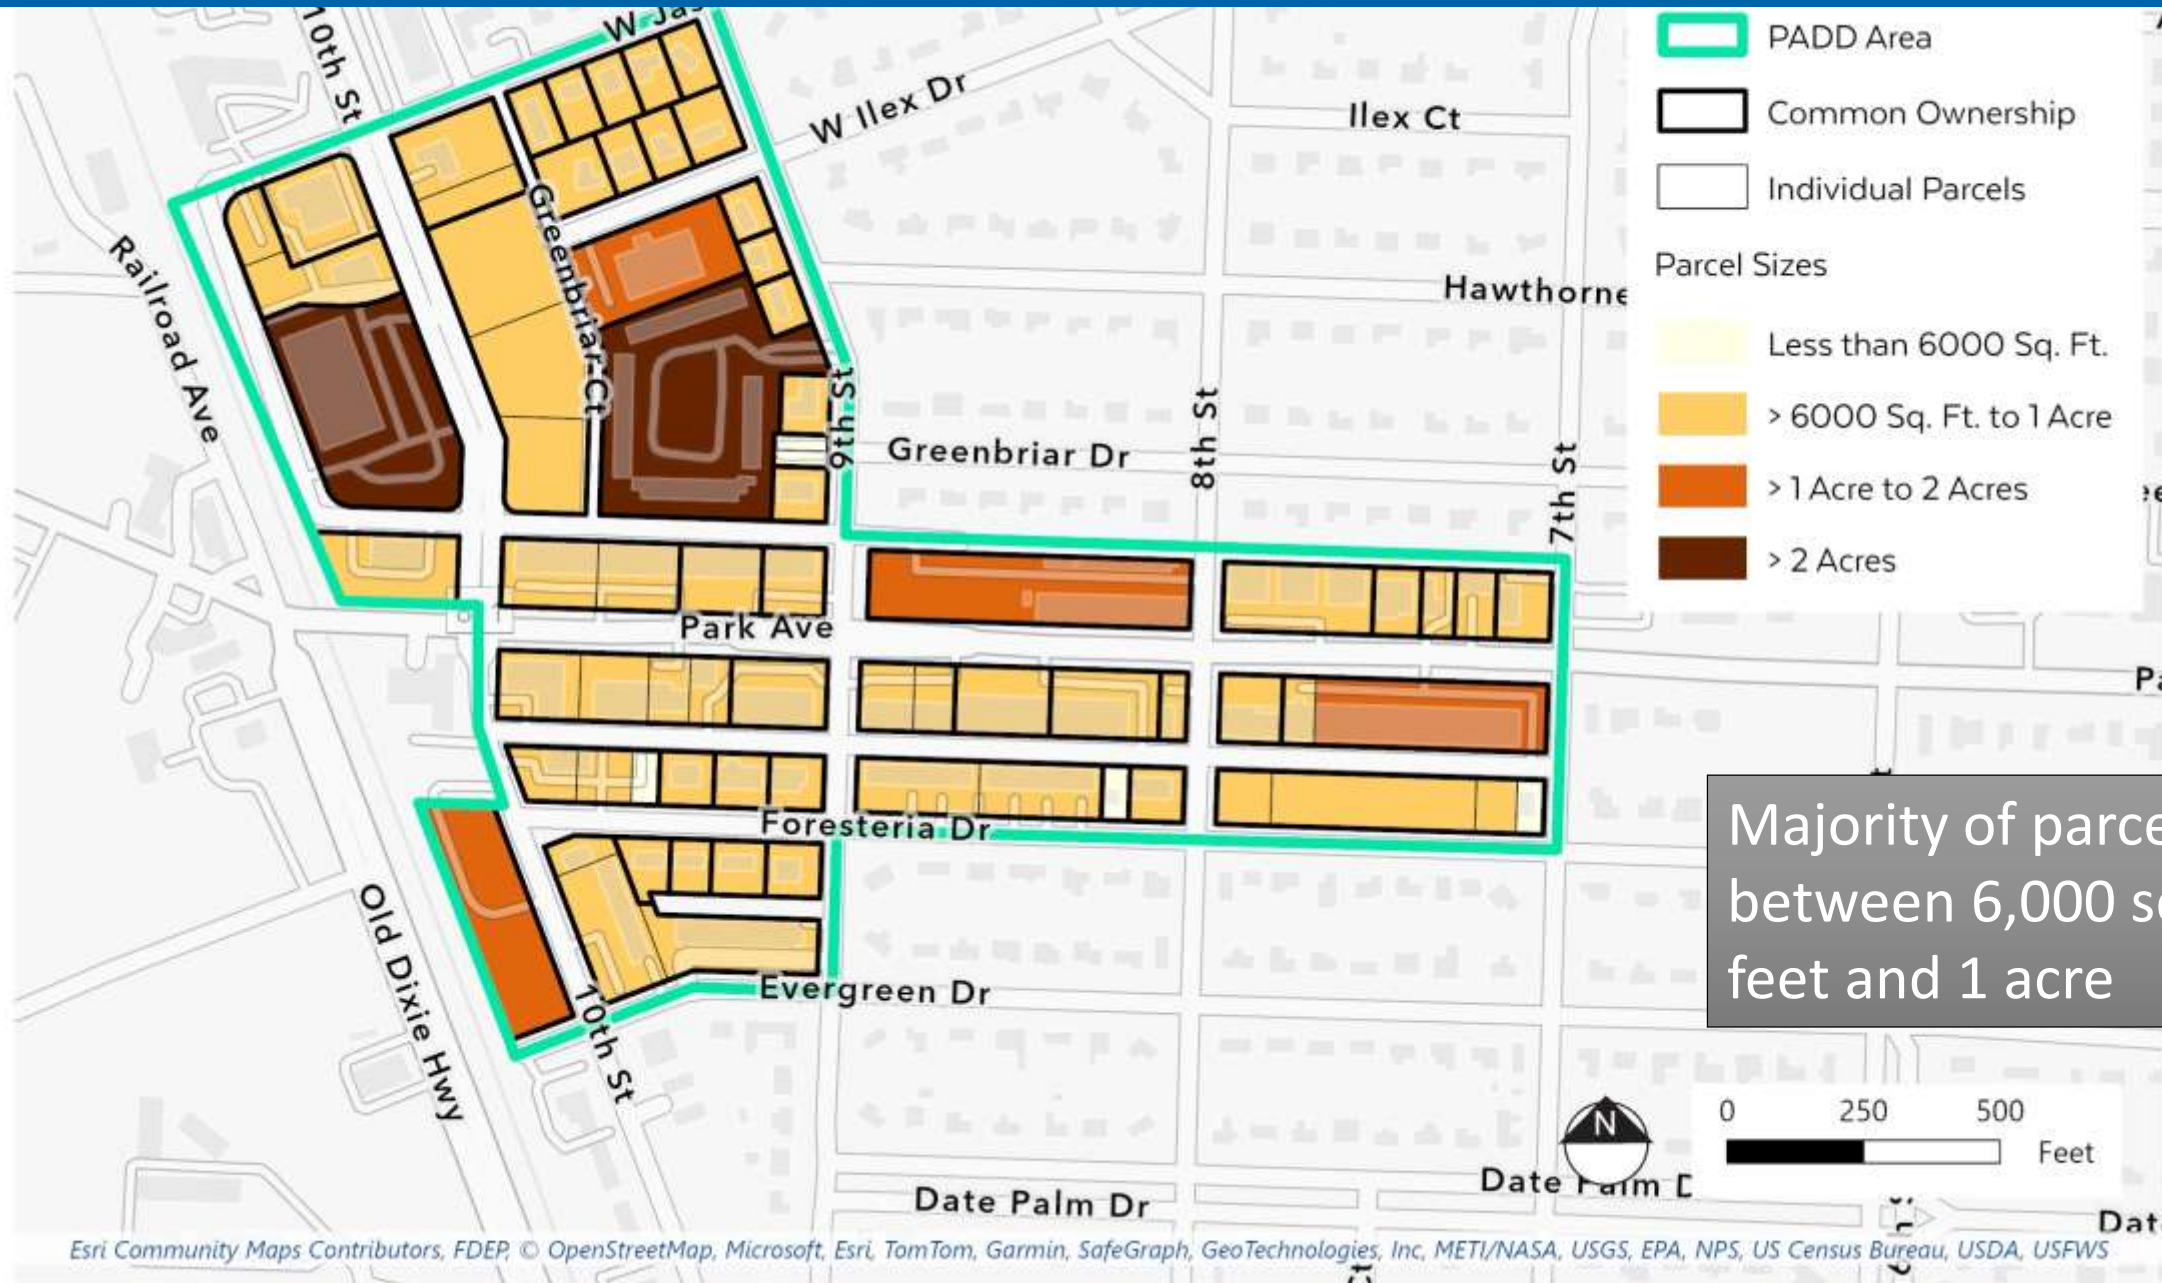 10th St
W Jas
W Ilex Dr
Ilex Ct
Hawthorne
Greenbriar Ct
Railroad Ave
9th St
Greenbriar Dr
8th St
7th St
Park Ave
Pa
Foresteria Dr
Old Dixie Hwy
Evergreen Dr
10th St
Date Palm Dr
Date Palm D
Dat
PADD Area
Common Ownership
Individual Parcels
Parcel Sizes
Less than 6000 Sq. Ft.
> 6000 Sq. Ft. to 1 Acre
> 1 Acre to 2 Acres
> 2 Acres
Majority of parce
between 6,000 s
feet and 1 acre
N
0 250 500
Feet
Esri Community Maps Contributors, FDEP, © OpenStreetMap, Microsoft, Esri, TomTom, Garmin, SafeGraph, GeoTechnologies, Inc, METI/NASA, USGS, EPA, NPS, US Census Bureau, USDA, USFWS